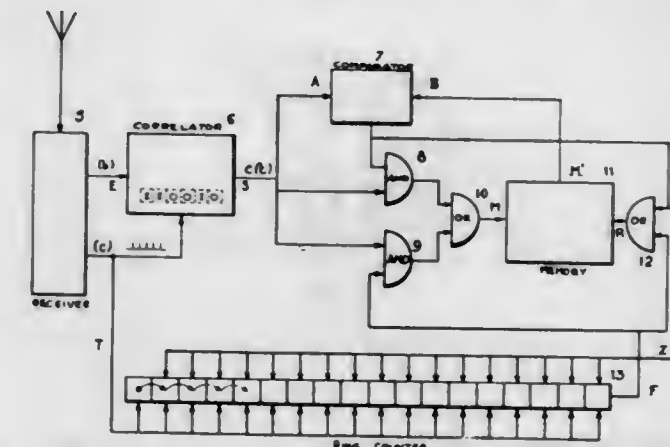 7
COMPARATOR
A
B
5
CORRELATOR
6
(b)
E
S
c(t)
8
AND
M'
11
10
OR
M
OR
R
12
(c)
9
AND
MEMORY
RECEIVER
T
Z
13
F
RING COUNTER